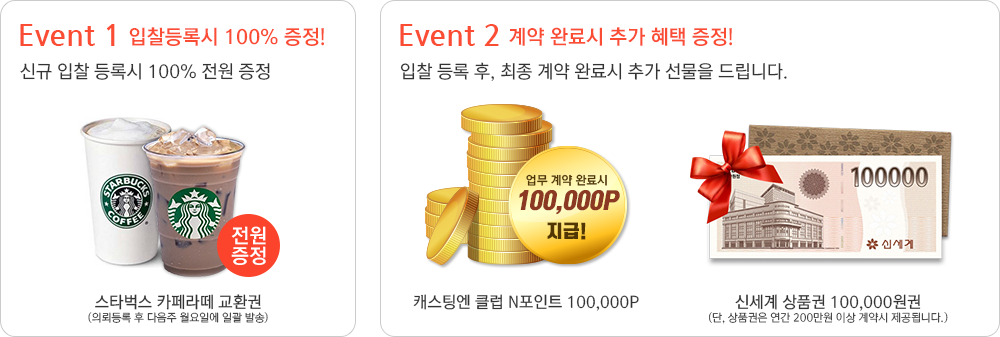 Event 1 입찰등록시 100% 증정!
신규 입찰 등록시 100% 전원 증정
STARBUCKS
COFFEE
전원
증정
스타벅스 카페라떼 교환권
(의뢰등록 후 다음주 월요일에 일괄 발송)
Event 2 계약 완료시 추가 혜택 증정!
입찰 등록 후, 최종 계약 완료시 추가 선물을 드립니다.
업무 계약 완료시
100,000P
지급!
캐스팅엔 클럽 N포인트 100,000P
100000
신세계
신세계 상품권 100,000원권
(단, 상품권은 연간 200만원 이상 계약시 제공됩니다.)